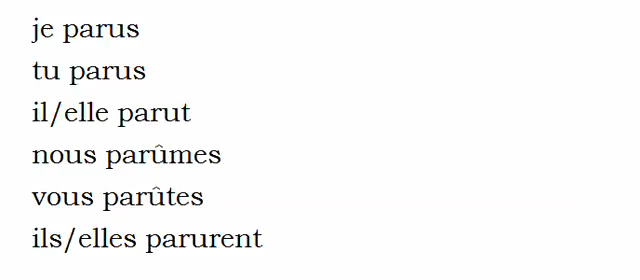 je parus
tu parus
il/elle parut
nous parûmes
vous parûtes
ils/elles parurent